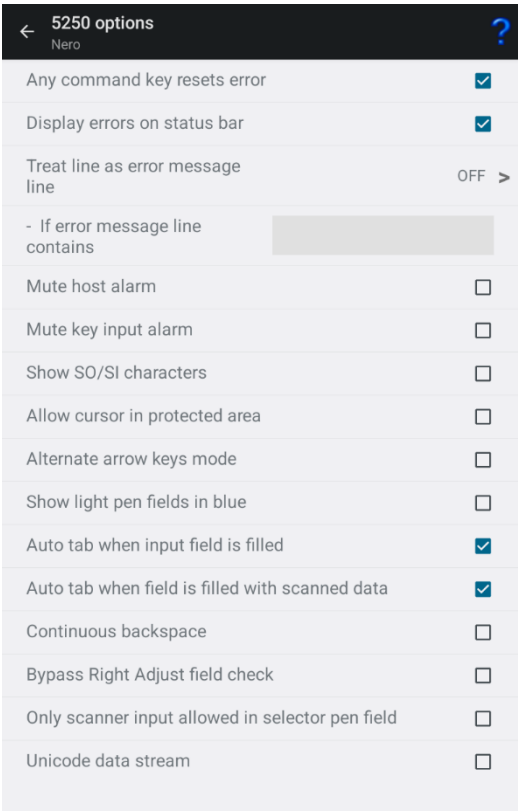 5250 options
?
Nero
Any command key resets error
Display errors on status bar
Treat line as error message
line
OFF >
- If error message line
contains
Mute host alarm
Mute key input alarm
Show SO/SI characters
Allow cursor in protected area
Alternate arrow keys mode
Show light pen fields in blue
Auto tab when input field is filled
Auto tab when field is filled with scanned data
Continuous backspace
Bypass Right Adjust field check
Only scanner input allowed in selector pen field
Unicode data stream